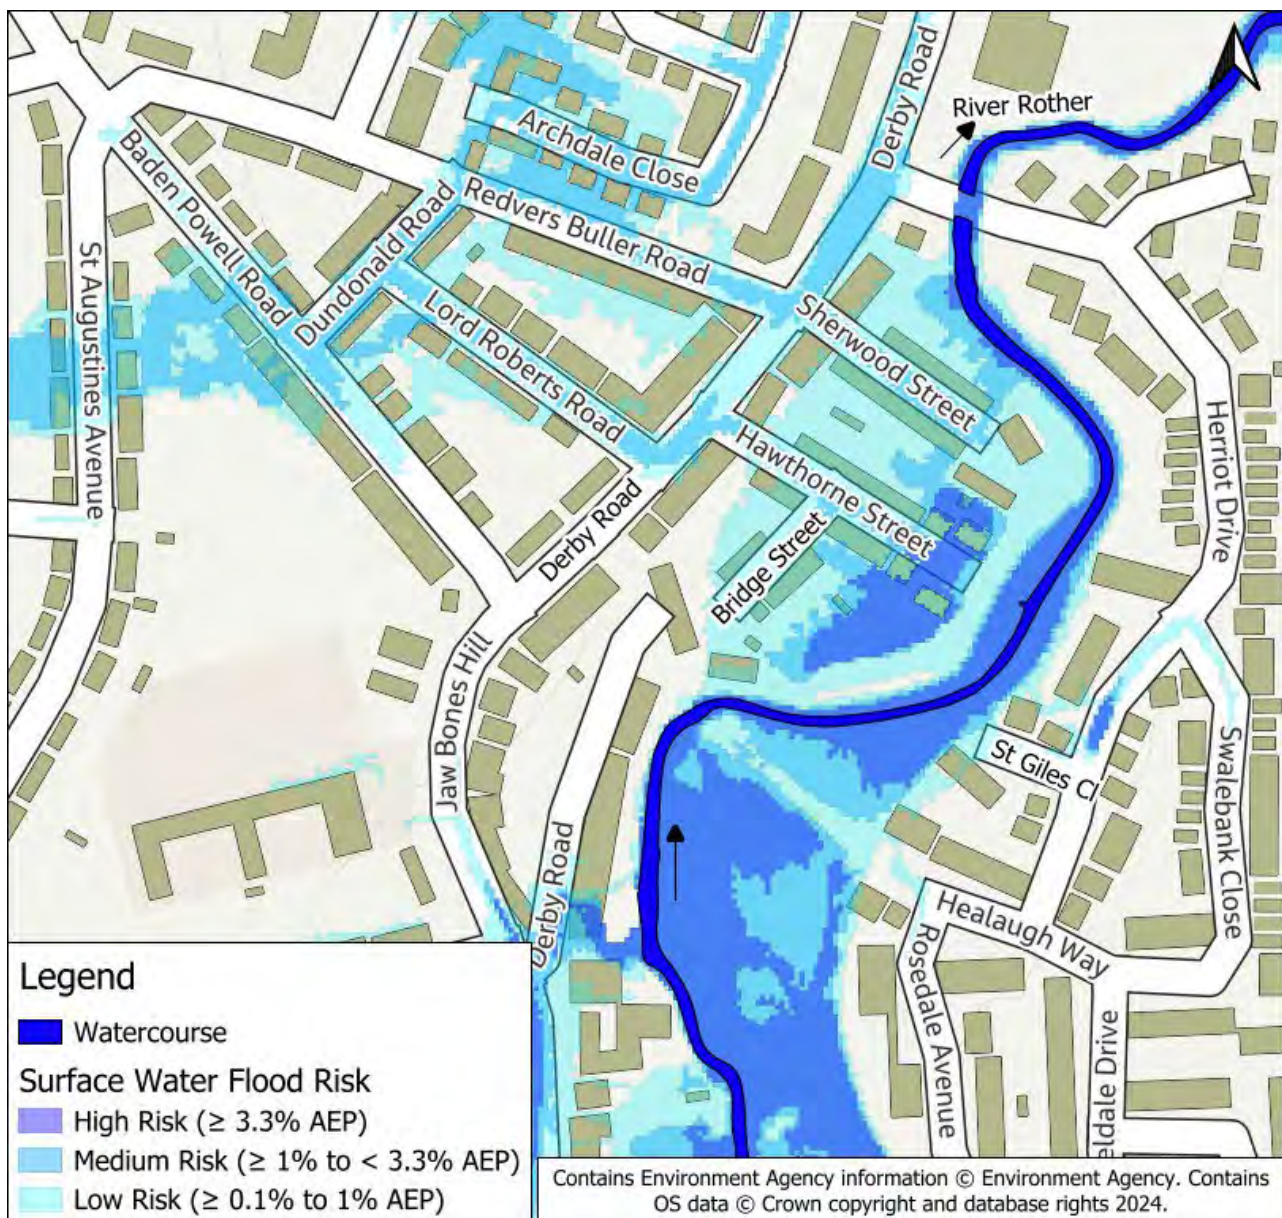 River Rother
Derby Road
Archdale Close
Baden Powell Road
Redvers Buller Road
Dundonald Road
St Augustines Avenue
Lord Roberts Road
Sherwood Street
Hawthorne Street
Herriot Drive
Bridge Street
Derby Road
Jaw Bones Hill
St Giles Cl
Swalebank Close
Derby Road
Healaugh Way
Rosedale Avenue
aldale Drive
Legend
Watercourse
Surface Water Flood Risk
High Risk (≥ 3.3% AEP)
Medium Risk (≥ 1% to < 3.3% AEP)
Low Risk (≥ 0.1% to 1% AEP)
Contains Environment Agency information © Environment Agency. Contains
OS data © Crown copyright and database rights 2024.